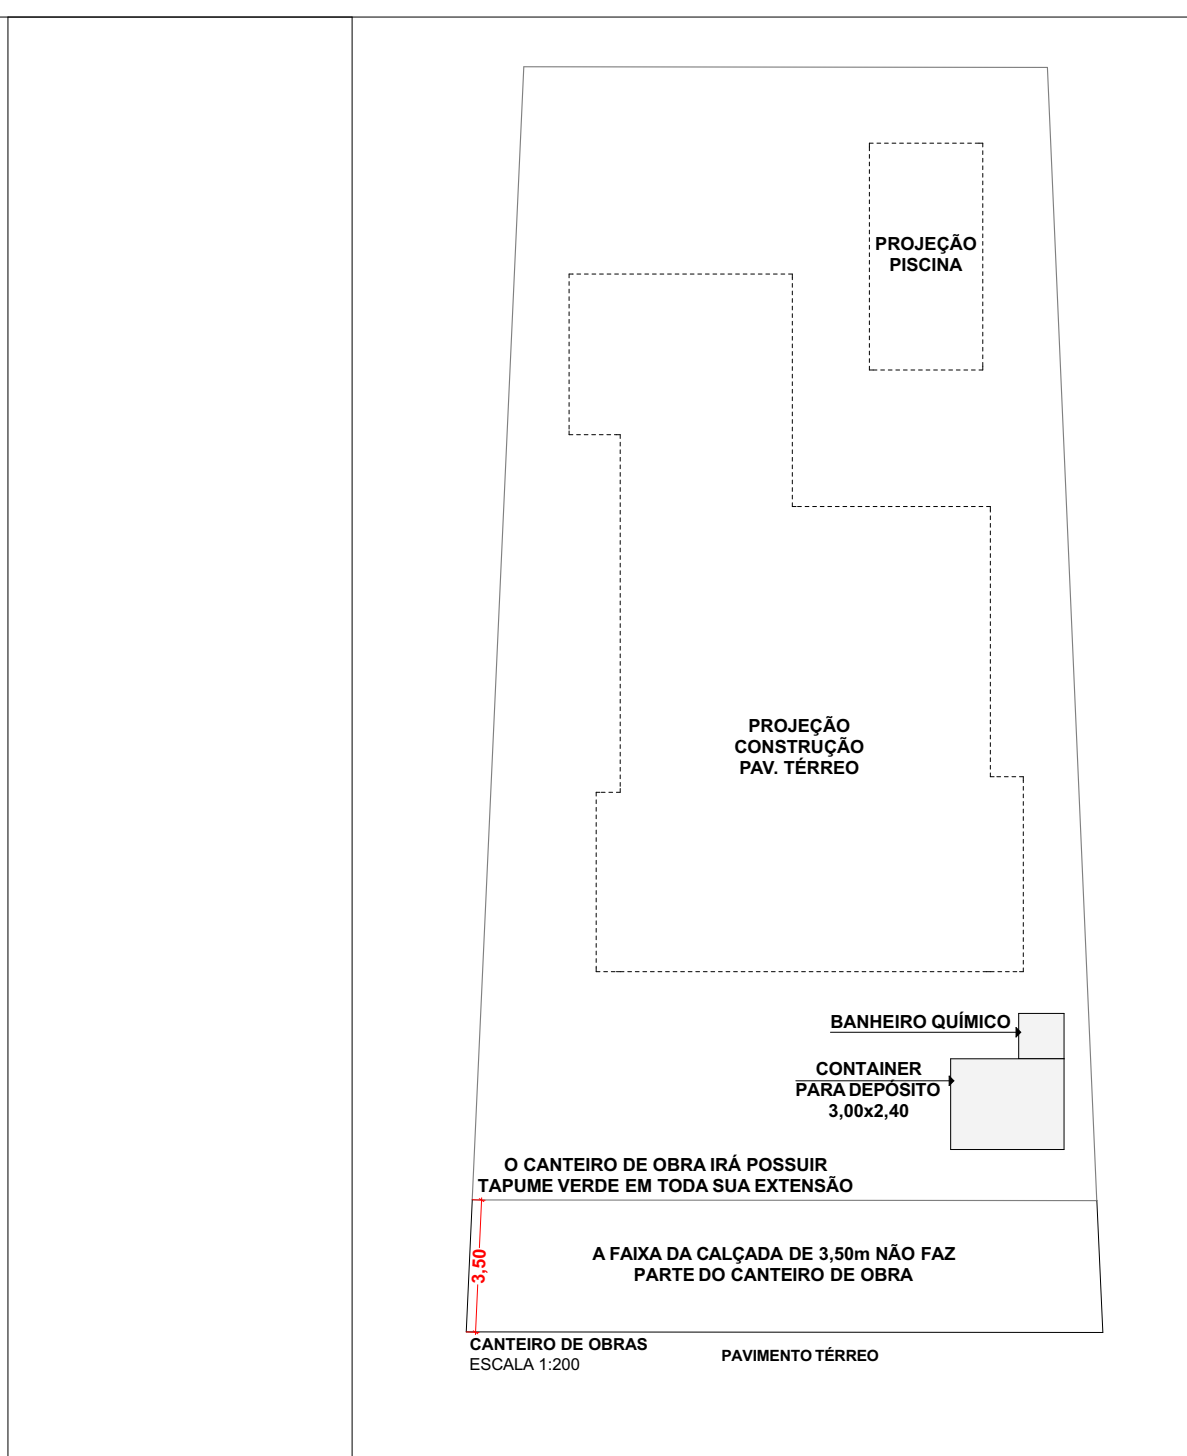 PROJEÇÃO
PISCINA
PROJEÇÃO
CONSTRUÇÃO
PAV. TÉRREO
BANHEIRO QUÍMICO
CONTAINER
PARA DEPÓSITO
3,00x2,40
O CANTEIRO DE OBRA IRÁ POSSUIR
TAPUME VERDE EM TODA SUA EXTENSÃO
3,50
A FAIXA DA CALÇADA DE 3,50m NÃO FAZ
PARTE DO CANTEIRO DE OBRA
CANTEIRO DE OBRAS
ESCALA 1:200
PAVIMENTO TÉRREO